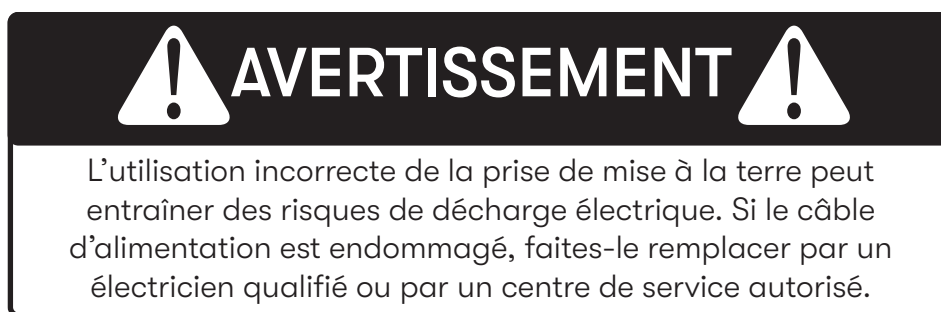 AVERTISSEMENT
L’utilisation incorrecte de la prise de mise à la terre peut
entraîner des risques de décharge électrique. Si le câble
d’alimentation est endommagé, faites-le remplacer par un
électricien qualifié ou par un centre de service autorisé.